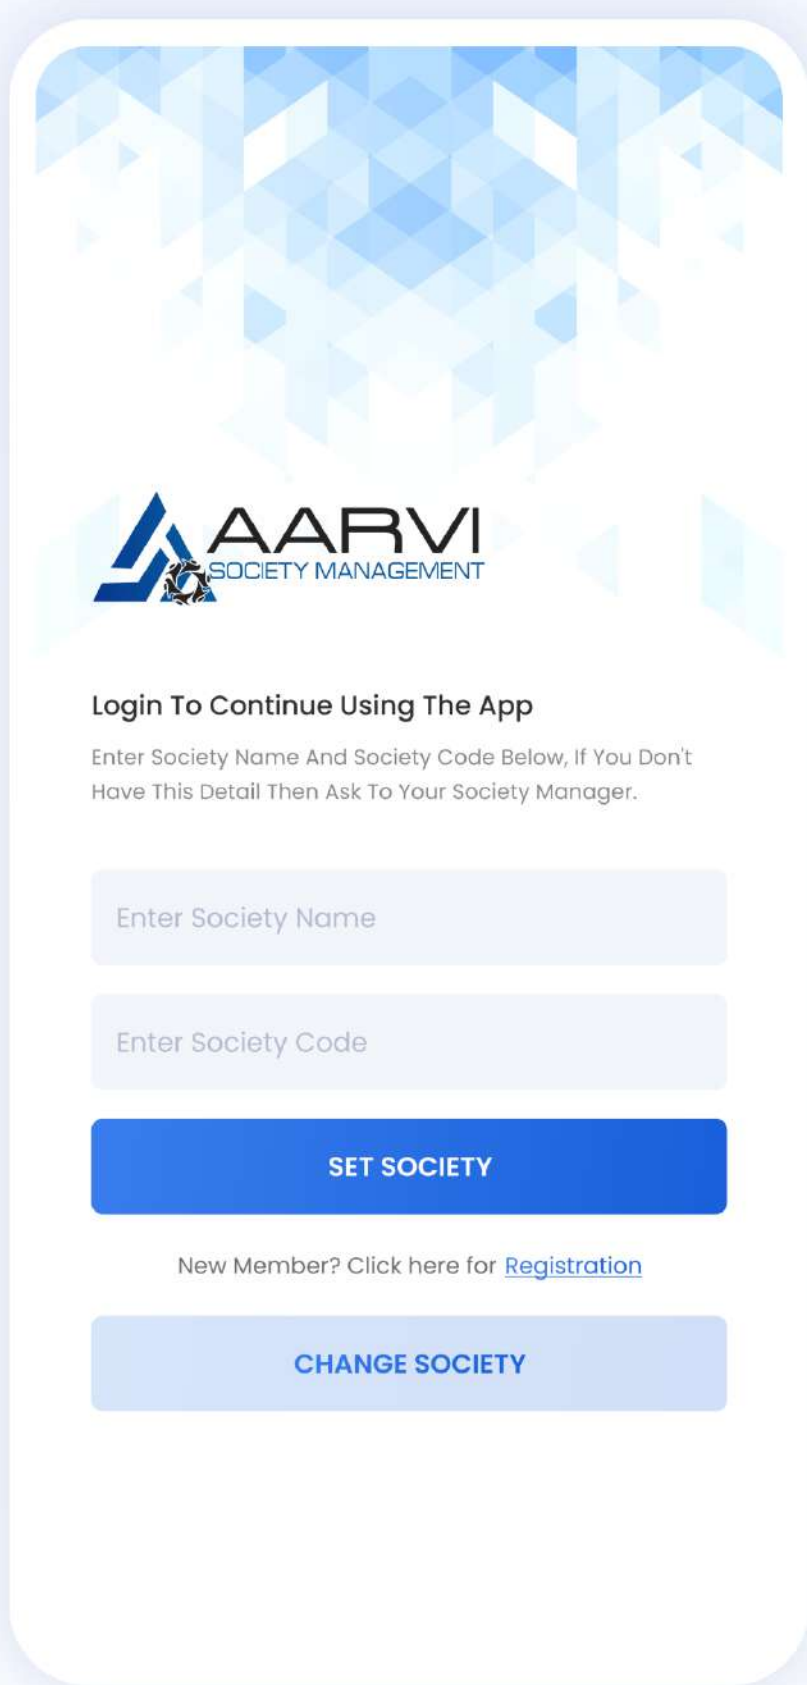 AARVI
SOCIETY MANAGEMENT
Login To Continue Using The App
Enter Society Name And Society Code Below, If You Don't
Have This Detail Then Ask To Your Society Manager.
Enter Society Name
Enter Society Code
SET SOCIETY
New Member? Click here for Registration
CHANGE SOCIETY